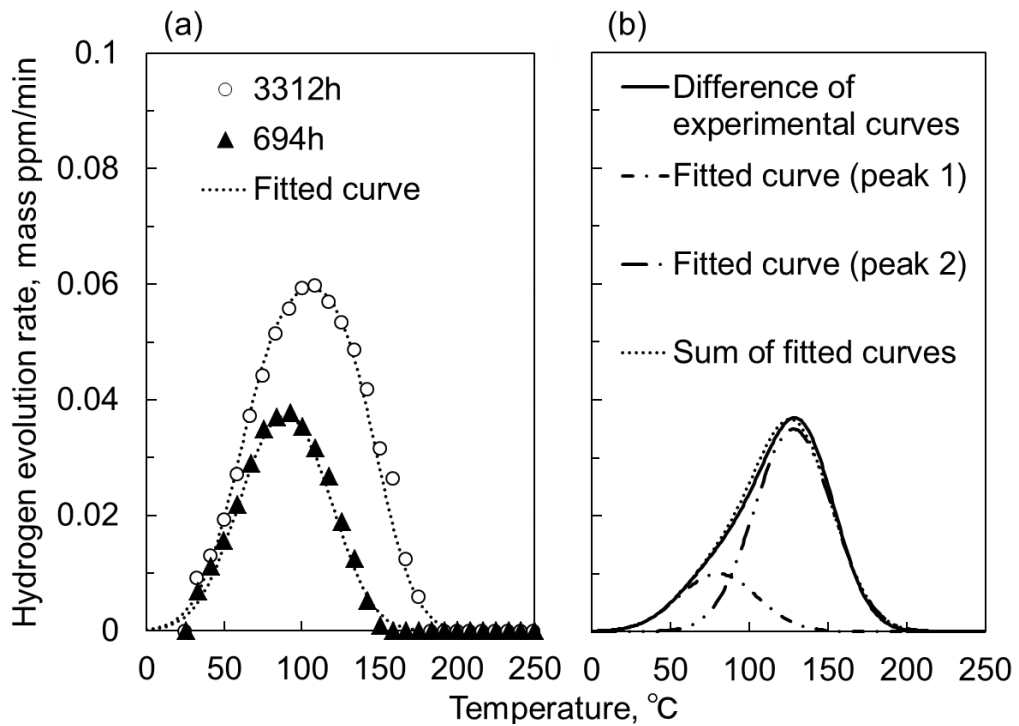 (a)
(b)
Hydrogen evolution rate, mass ppm/min
0.1
0.08
0.06
0.04
0.02
0
3312h
694h
Fitted curve
Difference of
experimental curves
Fitted curve (peak 1)
Fitted curve (peak 2)
Sum of fitted curves
0 50 100 150 200 250
0 50 100 150 200 250
Temperature, ℃